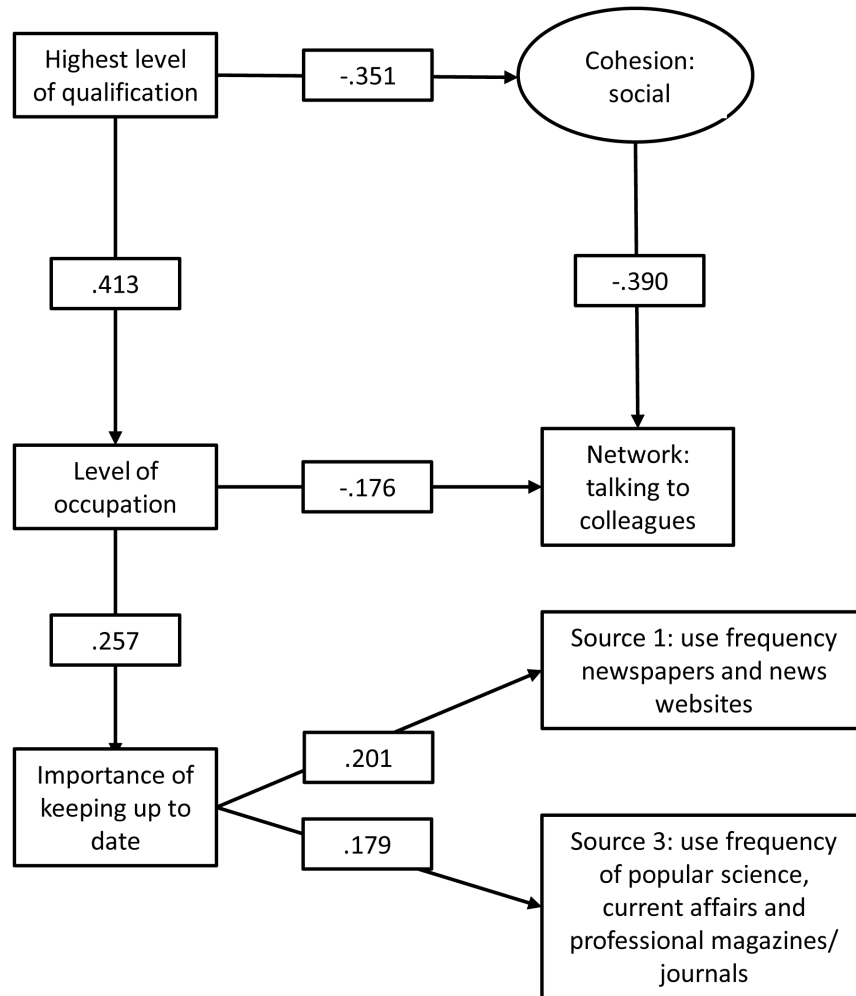 Highest level
of qualification
-.351
Cohesion:
social
.413
-.390
Level of
occupation
-.176
Network:
talking to
colleagues
.257
Source 1: use frequency
newspapers and news
websites
.201
Importance of
keeping up to
date
.179
Source 3: use frequency
of popular science,
current affairs and
professional magazines/
journals